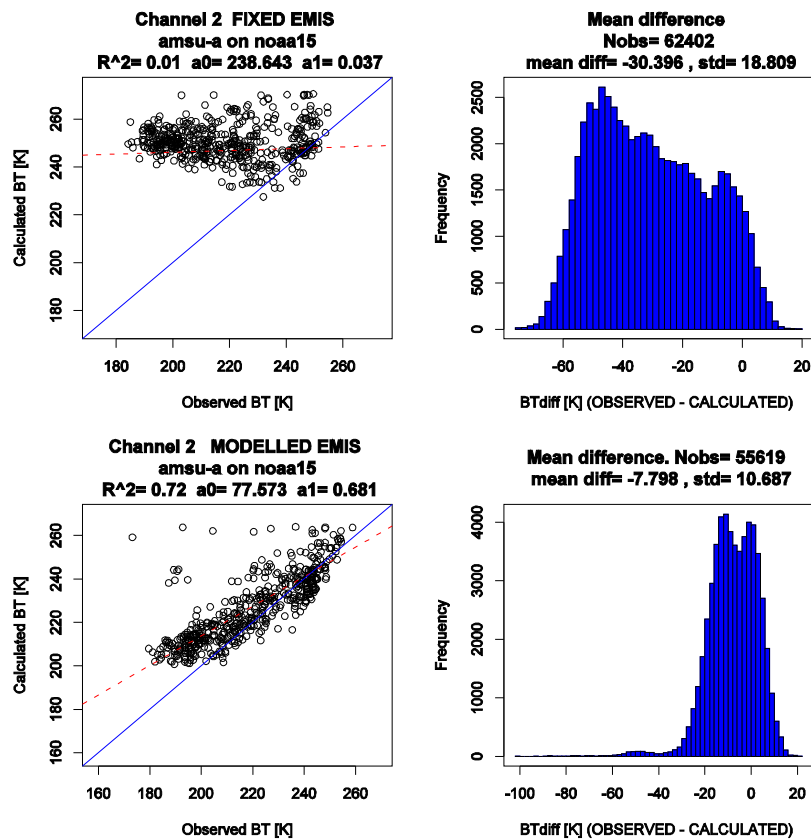 Channel 2 FIXED EMIS
amsu-a on noaa15
R^2= 0.01 a0= 238.643 a1= 0.037
Calculated BT [K]
260
240
220
200
180
180 200 220 240 260
Observed BT [K]
Mean difference
Nobs= 62402
mean diff= -30.396 , std= 18.809
Frequency
2500
2000
1500
1000
500
0
-60 -40 -20 0 20
BTdiff [K] (OBSERVED - CALCULATED)
Channel 2 MODELLED EMIS
amsu-a on noaa15
R^2= 0.72 a0= 77.573 a1= 0.681
Calculated BT [K]
260
240
220
200
180
160
160 180 200 220 240 260
Observed BT [K]
Mean difference. Nobs= 55619
mean diff= -7.798 , std= 10.687
Frequency
4000
3000
2000
1000
0
-100 -80 -60 -40 -20 0 20
BTdiff [K] (OBSERVED - CALCULATED)